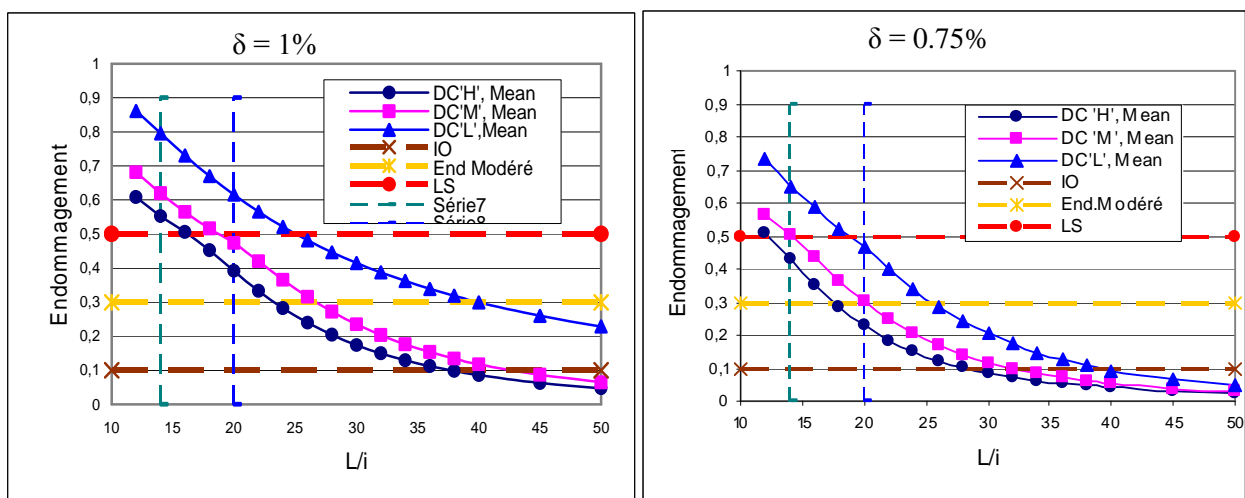 δ = 1%
1
0,9
0,8
0,7
0,6
0,5
0,4
0,3
0,2
0,1
0
Endommagement
10 15 20 25 30 35 40 45 50
L/i
DC'H', Mean
DC'M', Mean
DC'L',Mean
IO
End Modéré
LS
Série7
Série8
δ = 0.75%
1
0,9
0,8
0,7
0,6
0,5
0,4
0,3
0,2
0,1
0
Endommagement
10 15 20 25 30 35 40 45 50
L/i
DC 'H', Mean
DC 'M', Mean
DC'L', Mean
IO
End.Modéré
LS